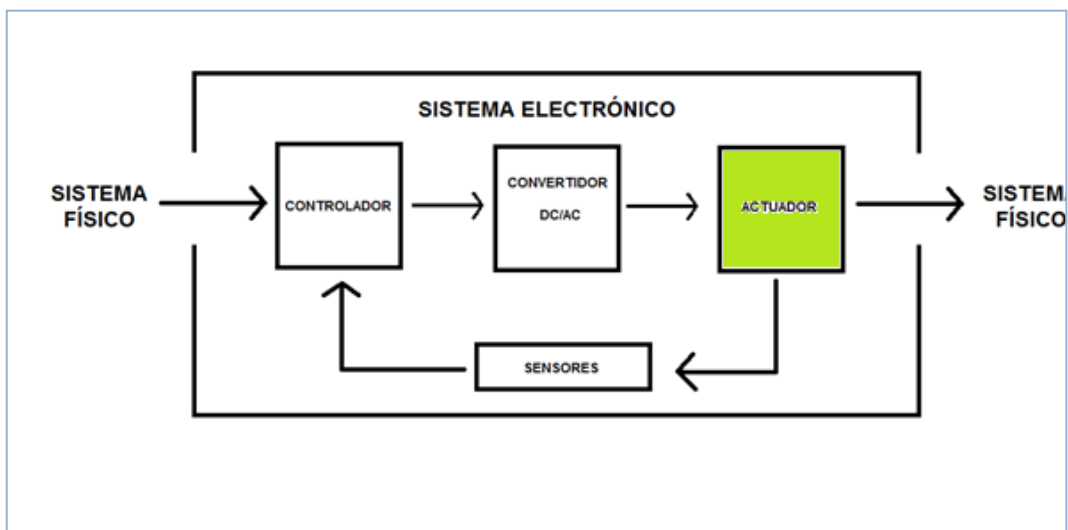 SISTEMA ELECTRÓNICO
SISTEMA
FÍSICO
CONTROLADOR
CONVERTIDOR
DC/AC
ACTUADOR
SISTEM
FÍSICO
SENSORES